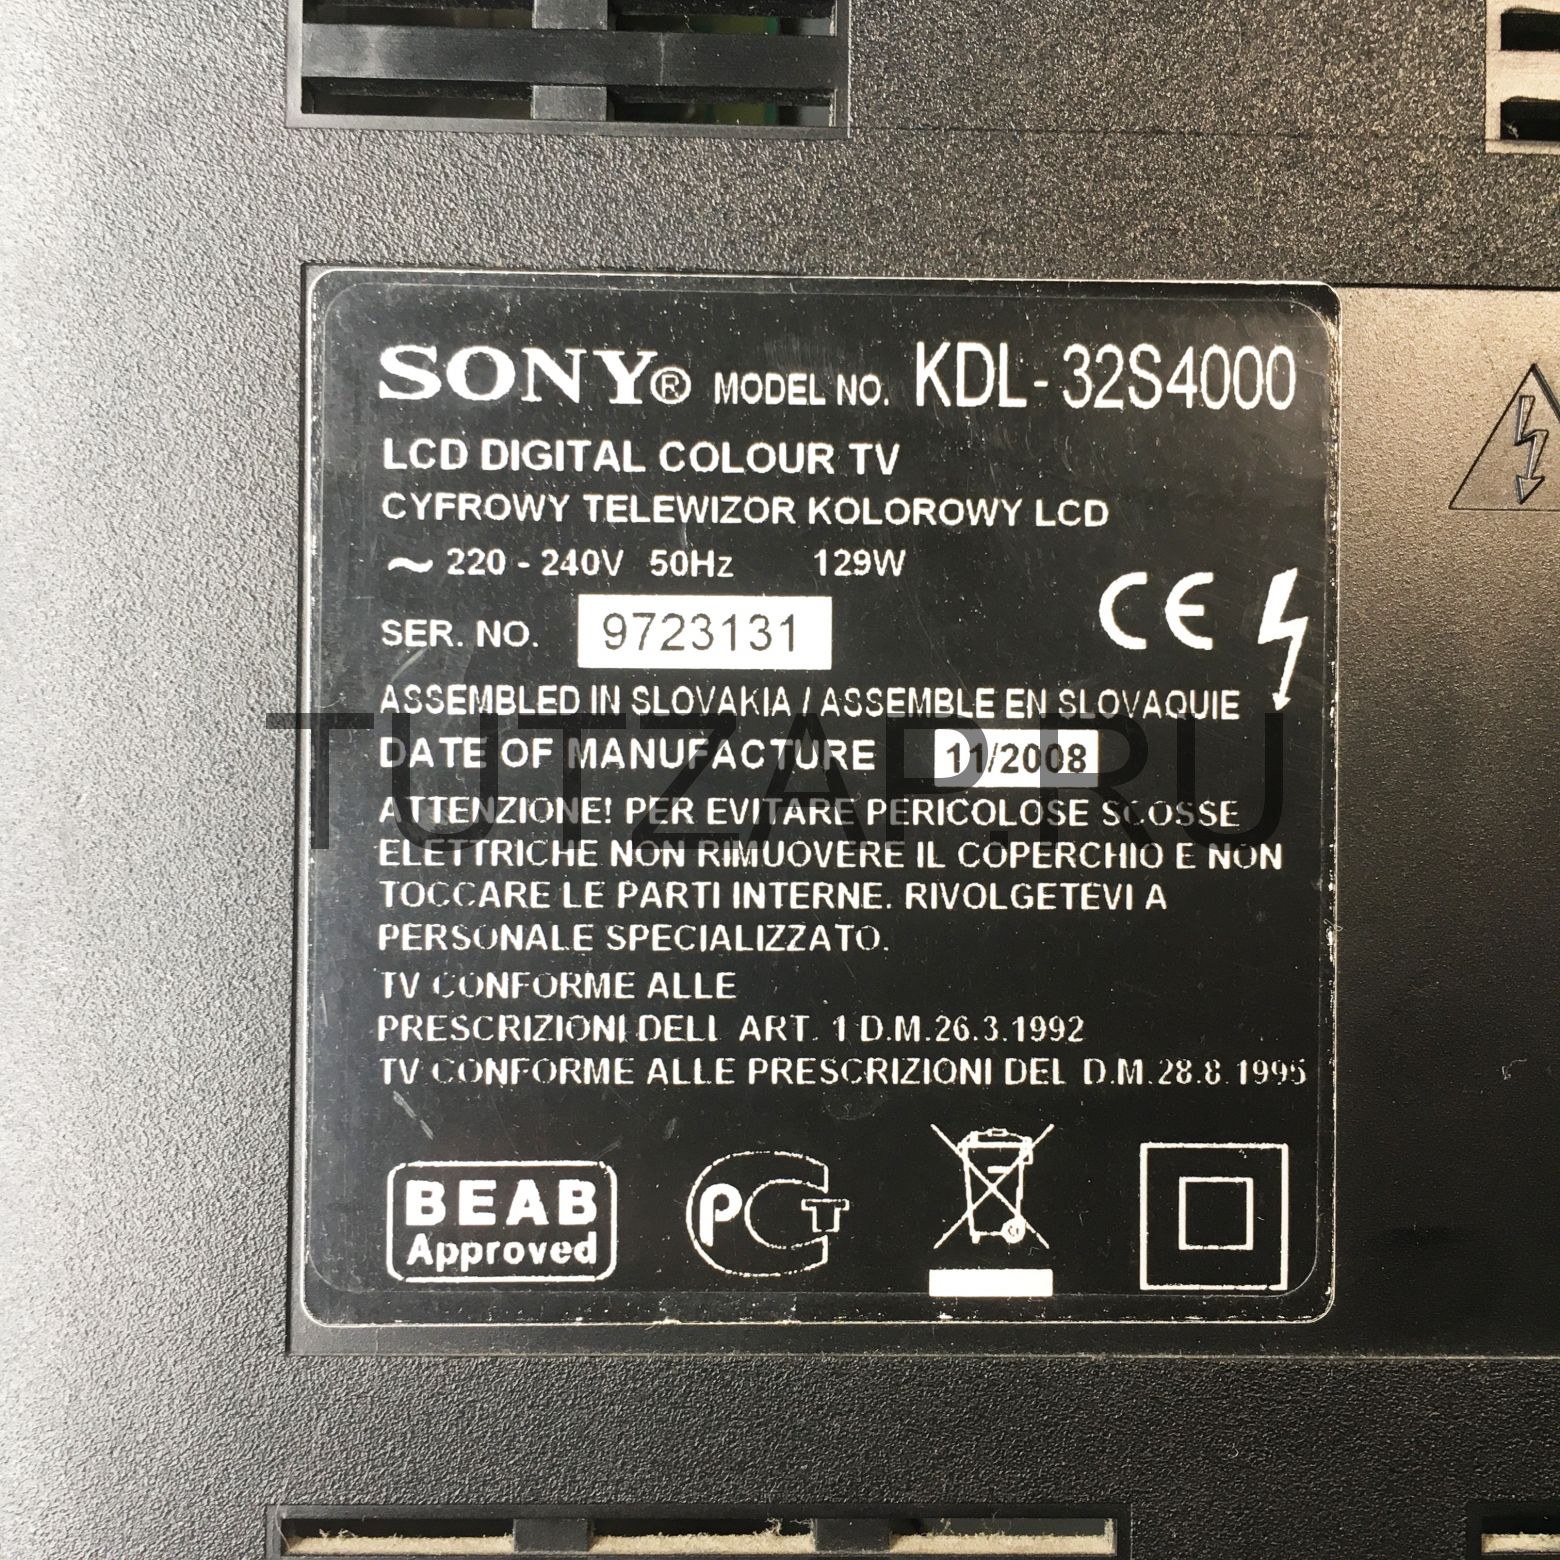 SONY® MODEL NO. KDL-32S4000
LCD DIGITAL COLOUR TV
CYFROWY TELEWIZOR KOLOROWY LCD
~ 220 - 240V 50Hz 129W
SER. NO. 9723131
CE
ASSEMBLED IN SLOVAKIA / ASSEMBLE EN SLOVAQUIE
TUTZAP.RU
DATE OF MANUFACTURE 11/2008
ATTENZIONE! PER EVITARE PERICOLOSE SCOSSE
ELETTRICHE NON RIMUOVERE IL COPERCHIO E NON
TOCCARE LE PARTI INTERNE. RIVOLGETEVI A
PERSONALE SPECIALIZZATO.
TV CONFORME ALLE
PRESCRIZIONI DELL ART. 1 D.M.26.3.1992
TV CONFORME ALLE PRESCRIZIONI DEL D.M.28.8.1995
BEAB
Approved
РСТ